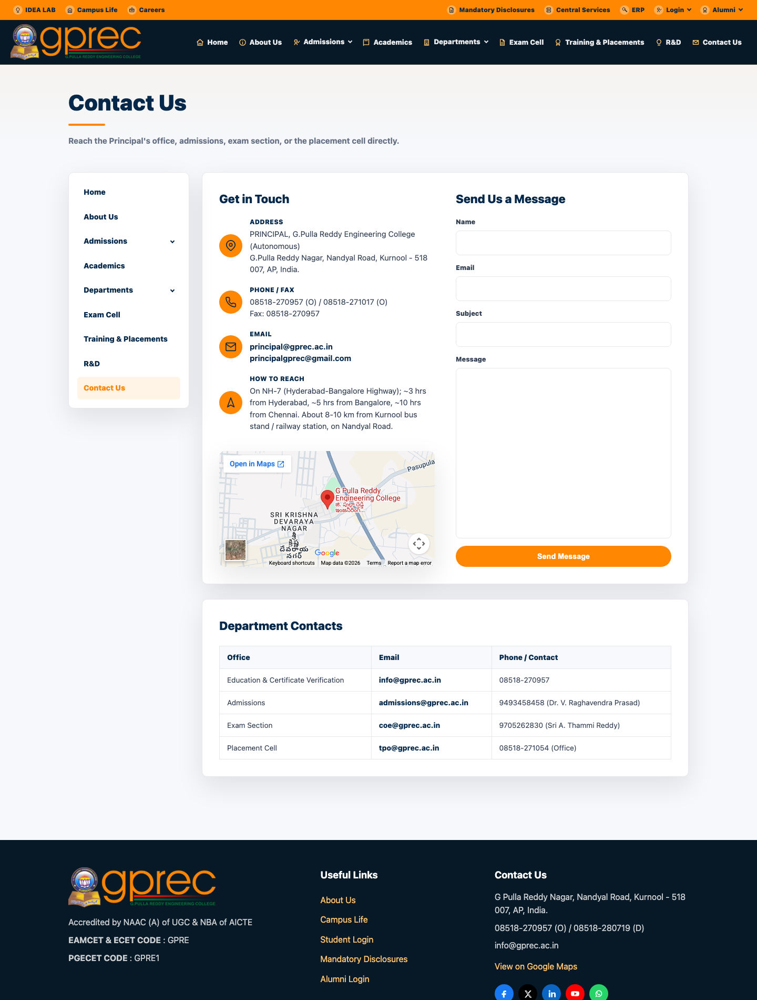 IDEA LAB
Campus Life
Careers
Mandatory Disclosures
Central Services
ERP
Login
Alumni
gprec
G.PULLA REDDY ENGINEERING COLLEGE
Home
About Us
Admissions
Academics
Departments
Exam Cell
Training & Placements
R&D
Contact Us
Contact Us
Reach the Principal's office, admissions, exam section, or the placement cell directly.
Home
About Us
Admissions
Academics
Departments
Exam Cell
Training & Placements
R&D
Contact Us
Get in Touch
ADDRESS
PRINCIPAL, G.Pulla Reddy Engineering College
(Autonomous)
G.Pulla Reddy Nagar, Nandyal Road, Kurnool - 518
007, AP, India.
PHONE / FAX
08518-270957 (O) / 08518-271017 (O)
Fax: 08518-270957
EMAIL
principal@gprec.ac.in
principalgprec@gmail.com
HOW TO REACH
On NH-7 (Hyderabad-Bangalore Highway); ~3 hrs
from Hyderabad, ~5 hrs from Bangalore, ~10 hrs
from Chennai. About 8-10 km from Kurnool bus
stand / railway station, on Nandyal Road.
Open in Maps
Pasupula
G Pulla Reddy
Engineering College
జి. పుల్లా రెడ్డి
ఇంజనీరింగ్...
SRI KRISHNA
DEVARAYA
NAGAR
శ్రీ
కృష్ణ
దేవరాయ
నగర్
Google
Keyboard shortcuts
Map data ©2026
Terms
Report a map error
Send Us a Message
Name
Email
Subject
Message
Send Message
Department Contacts
Office
Email
Phone / Contact
Education & Certificate Verification
info@gprec.ac.in
08518-270957
Admissions
admissions@gprec.ac.in
9493458458 (Dr. V. Raghavendra Prasad)
Exam Section
coe@gprec.ac.in
9705262830 (Sri A. Thammi Reddy)
Placement Cell
tpo@gprec.ac.in
08518-271054 (Office)
gprec
G.PULLA REDDY ENGINEERING COLLEGE
Accredited by NAAC (A) of UGC & NBA of AICTE
EAMCET & ECET CODE : GPRE
PGECET CODE : GPRE1
Useful Links
About Us
Campus Life
Student Login
Mandatory Disclosures
Alumni Login
Contact Us
G Pulla Reddy Nagar, Nandyal Road, Kurnool - 518
007, AP, India.
08518-270957 (O) / 08518-280719 (D)
info@gprec.ac.in
View on Google Maps